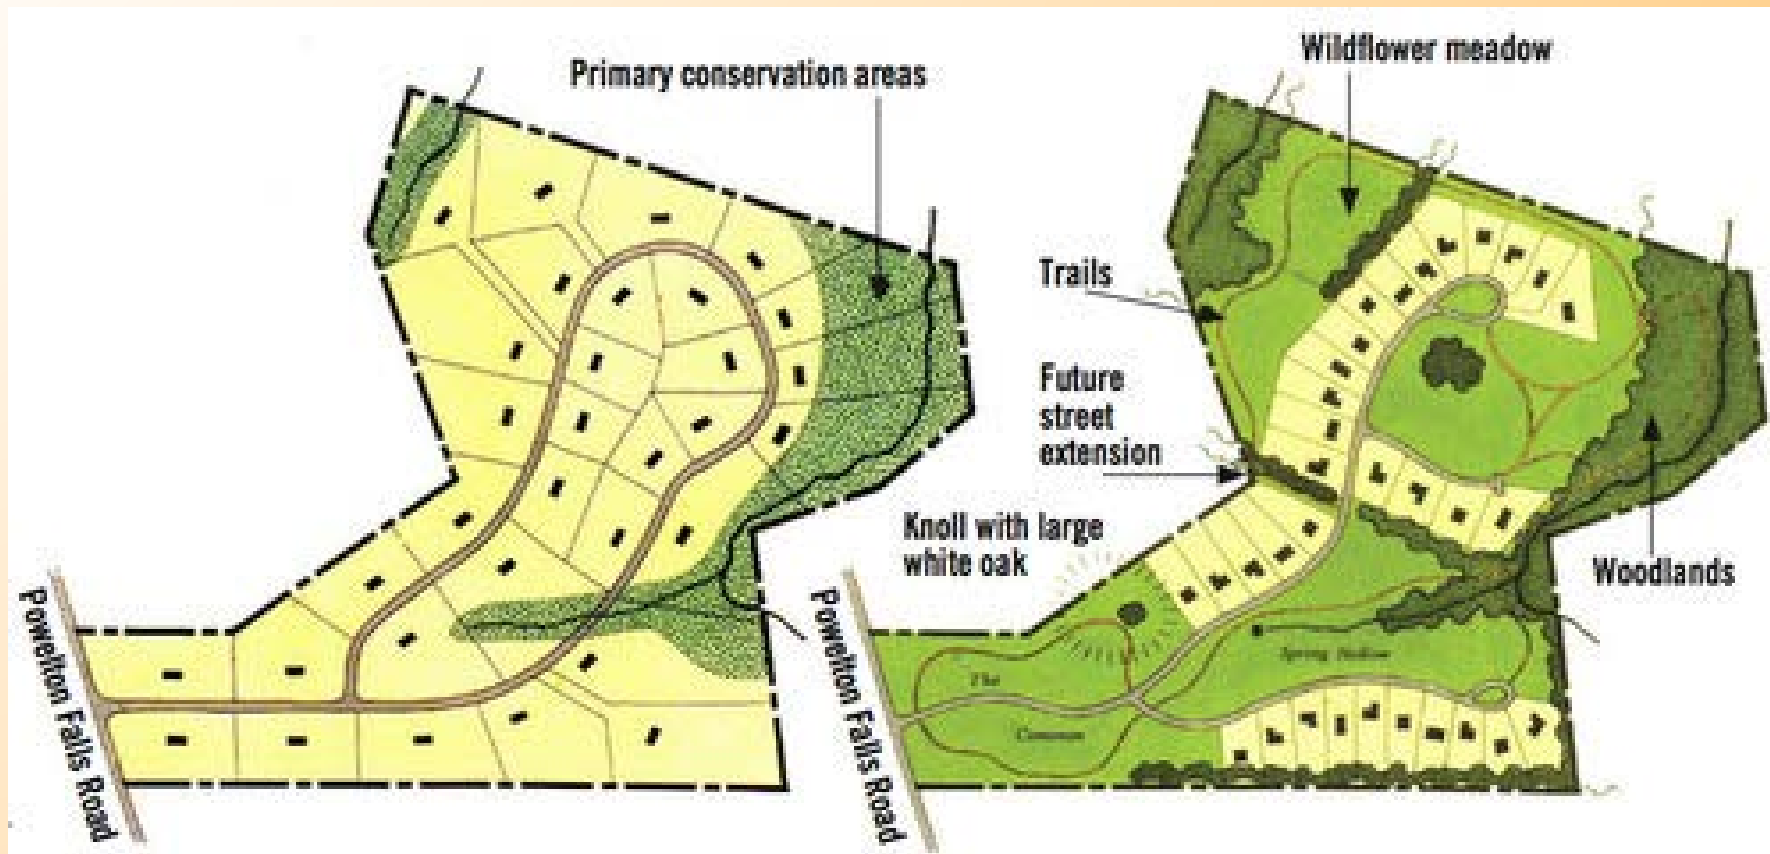 Primary conservation areas
Powelton Falls Road
Wildflower meadow
Trails
Future
street
extension
Knoll with large
white oak
Woodlands
Spring Hollow
The
Common
Powelton Falls Road